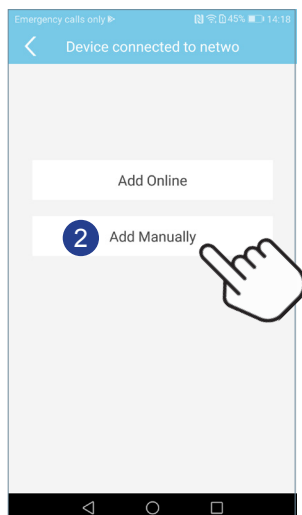 Emergency calls only
45% 14:18
Device connected to netwo
Add Online
2 Add Manually